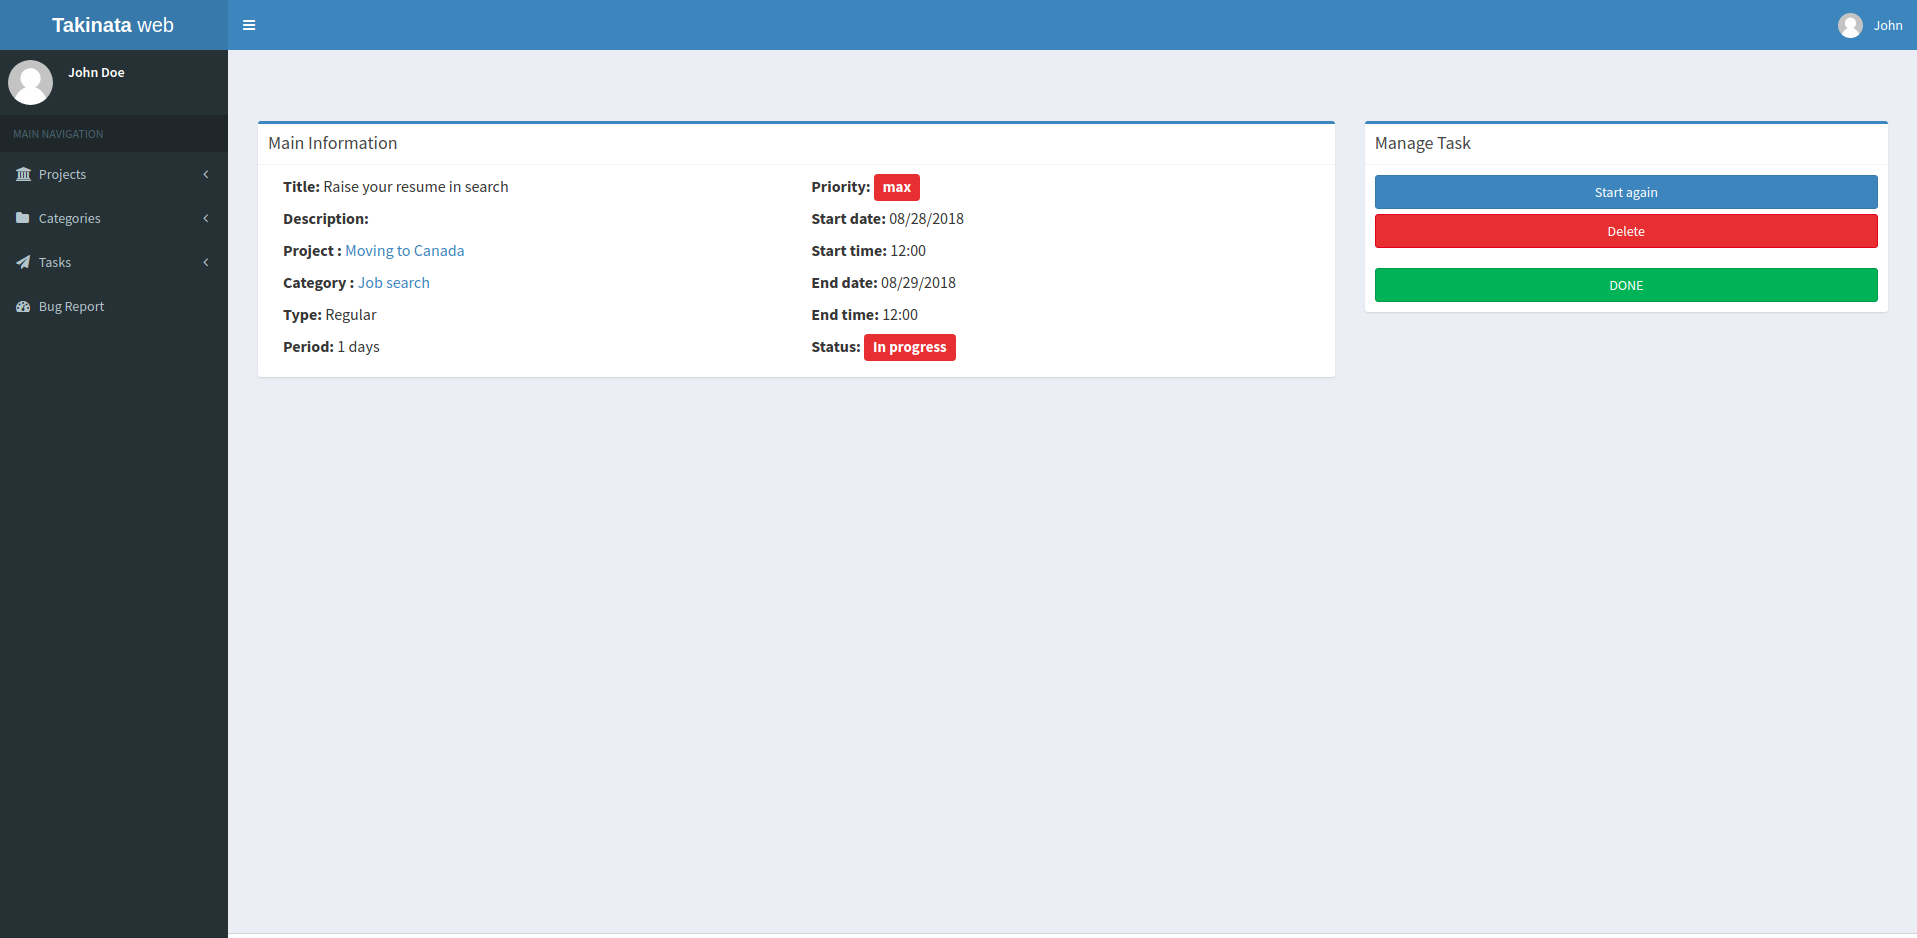 Takinata web
John
John Doe
MAIN NAVIGATION
Projects
Categories
Tasks
Bug Report
Main Information
Title: Raise your resume in search
Description:
Project : Moving to Canada
Category : Job search
Type: Regular
Period: 1 days
Priority: max
Start date: 08/28/2018
Start time: 12:00
End date: 08/29/2018
End time: 12:00
Status: In progress
Manage Task
Start again
Delete
DONE